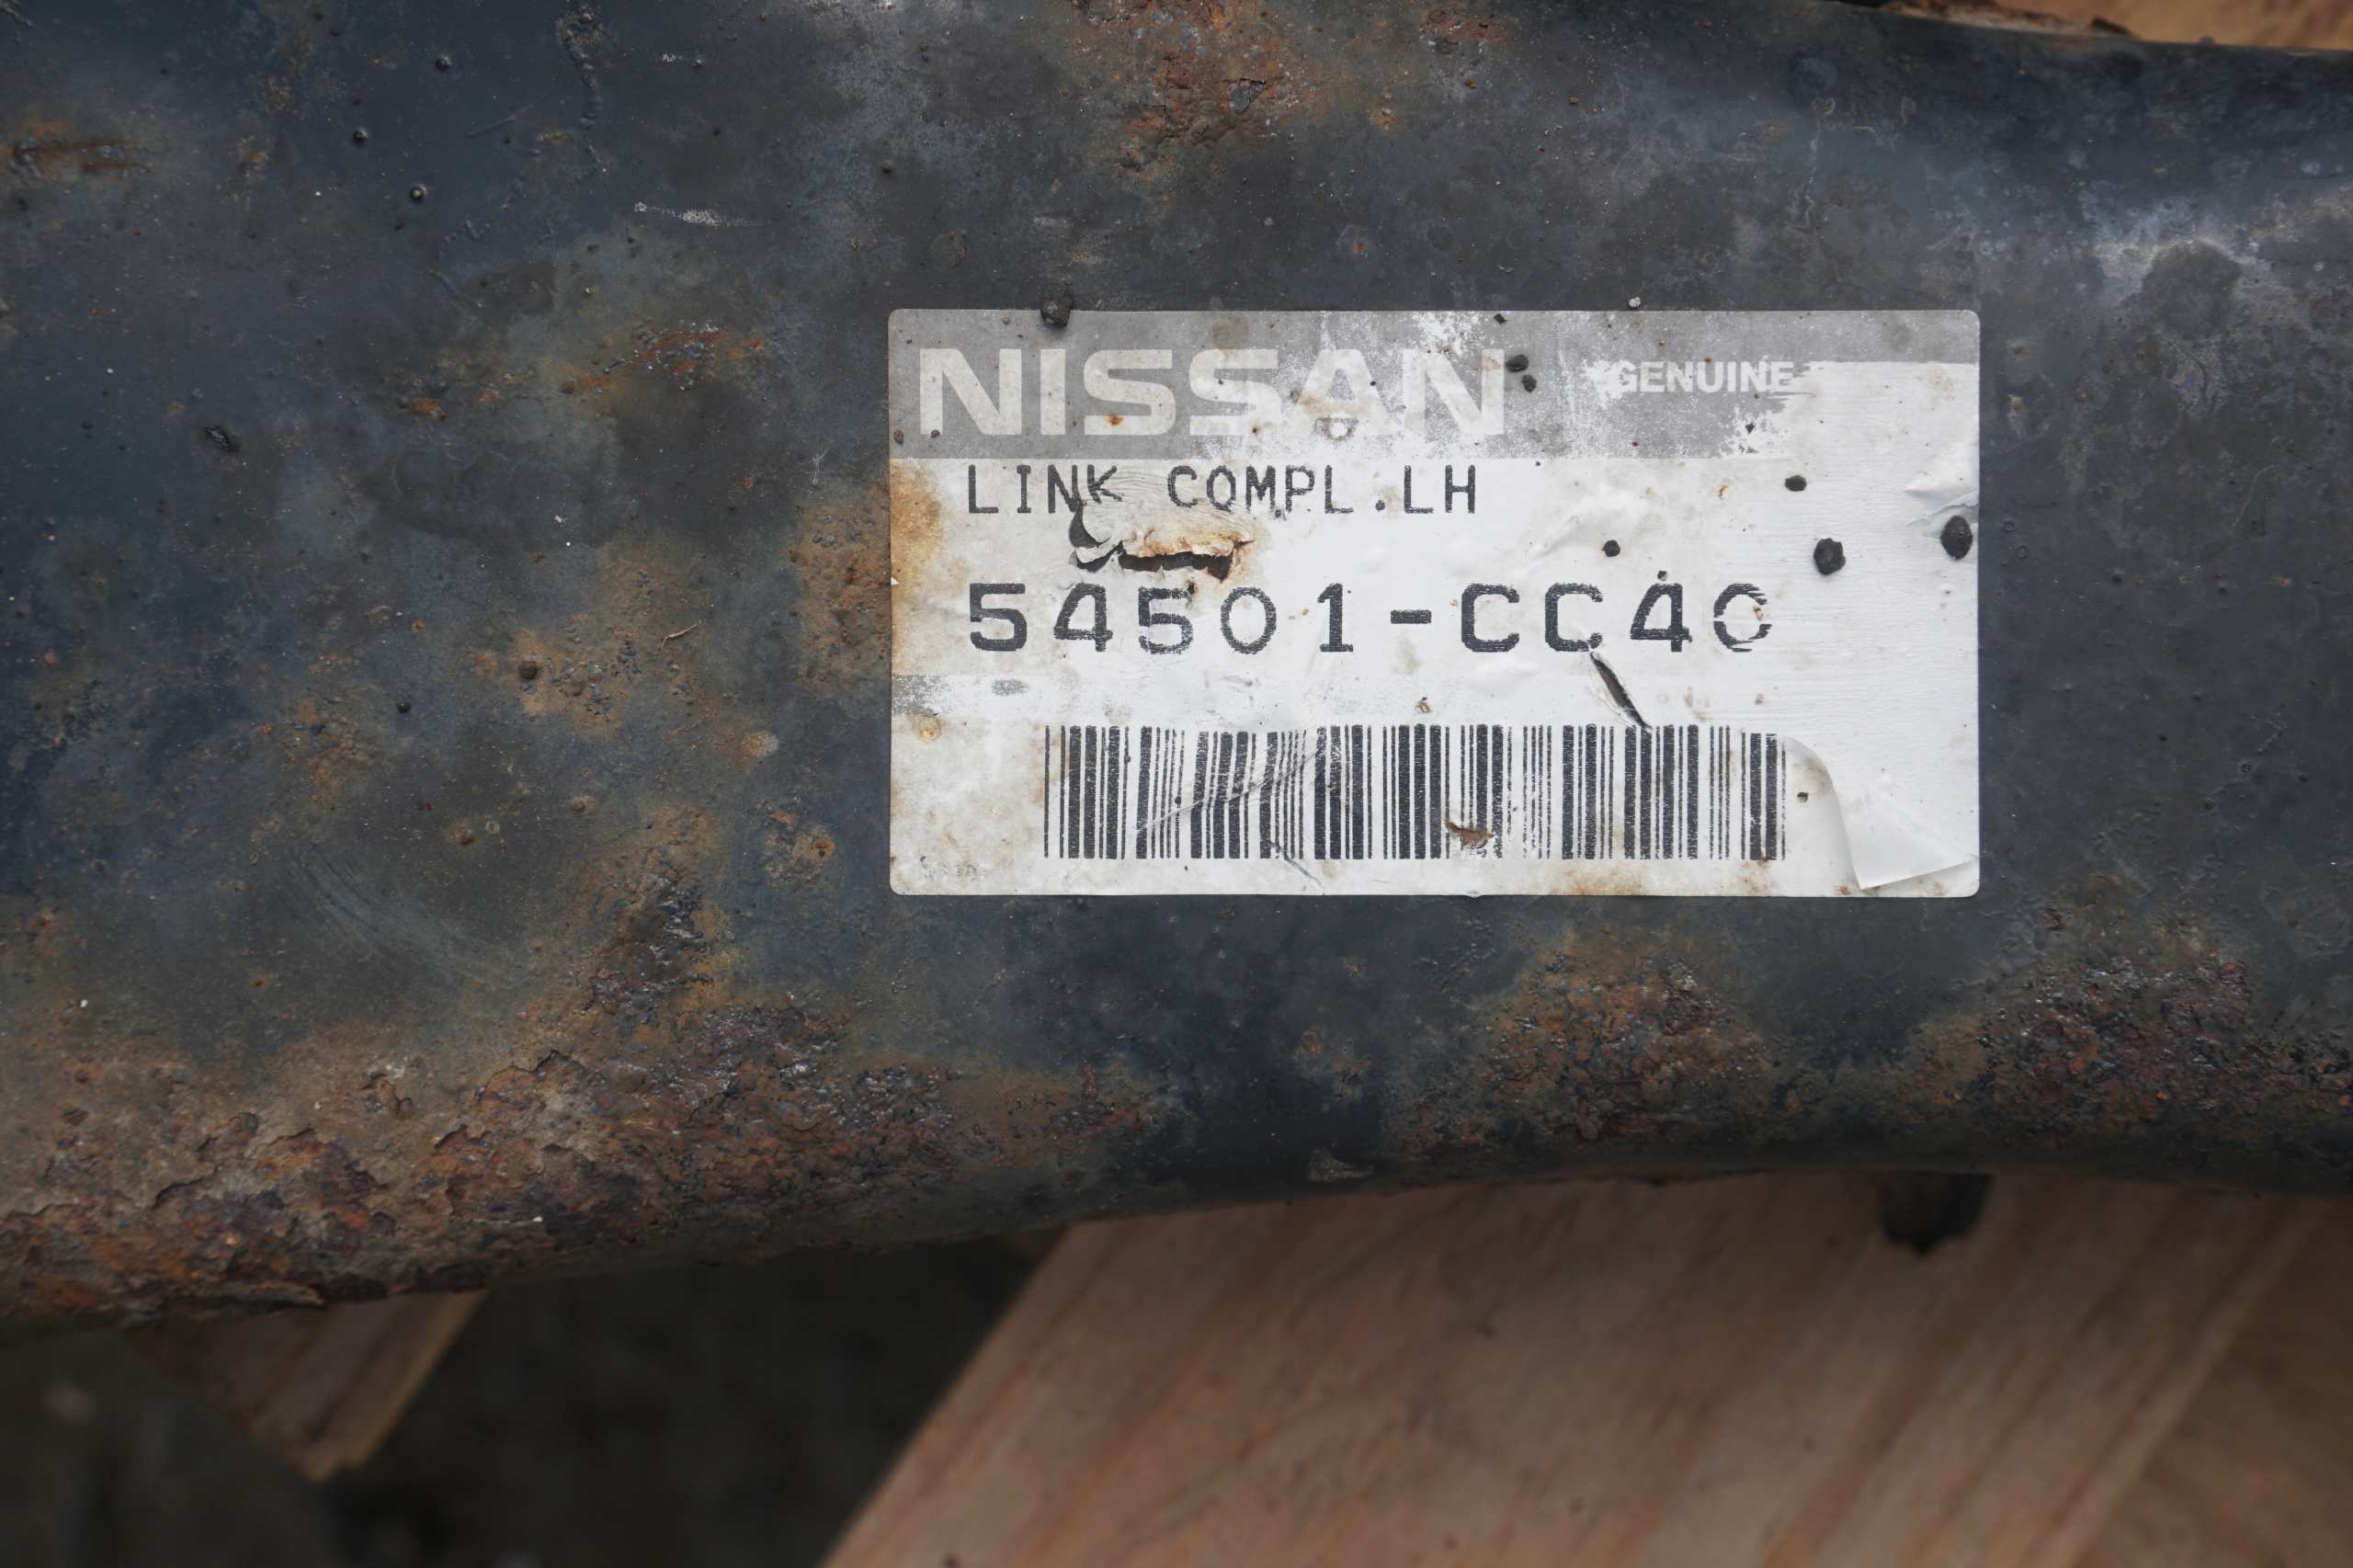 NISSAN GENUINE
LINK COMPL.LH
54501-CC40